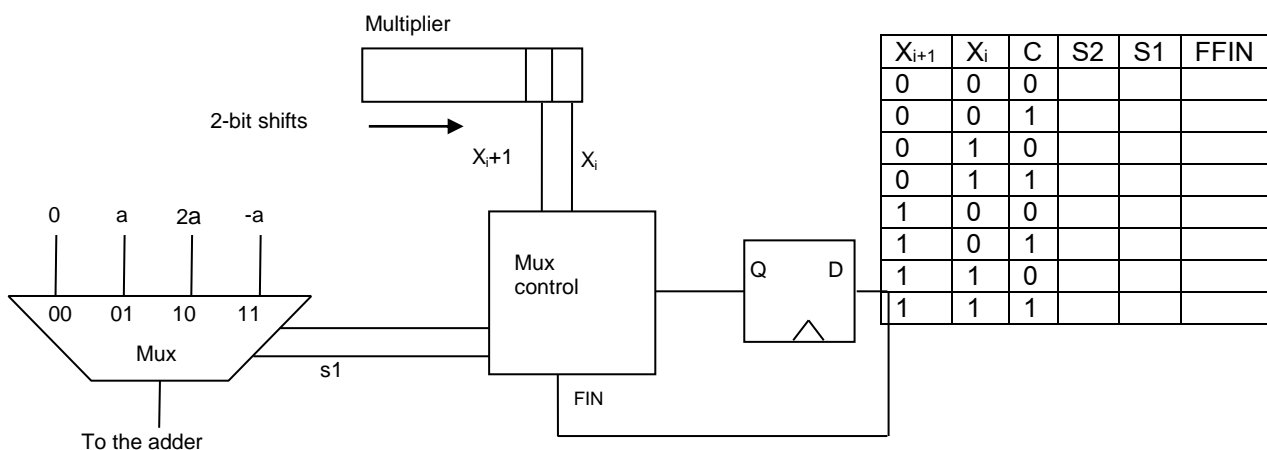 Multiplier
2-bit shifts
Xi+1 Xi
0 a 2a -a
00 01 10 11
Mux
s1
To the adder
Mux
control
FIN
Q D
Xi+1 Xi C S2 S1 FFIN
0 0 0
0 0 1
0 1 0
0 1 1
1 0 0
1 0 1
1 1 0
1 1 1